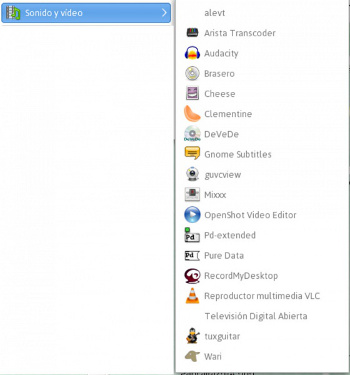 Sonido y vídeo
alevt
Arista Transcoder
Audacity
Brasero
Cheese
Clementine
DeVeDe
Gnome Subtitles
guvcview
Mixxx
OpenShot Video Editor
Pd-extended
Pure Data
RecordMyDesktop
Reproductor multimedia VLC
Televisión Digital Abierta
tuxguitar
Wari